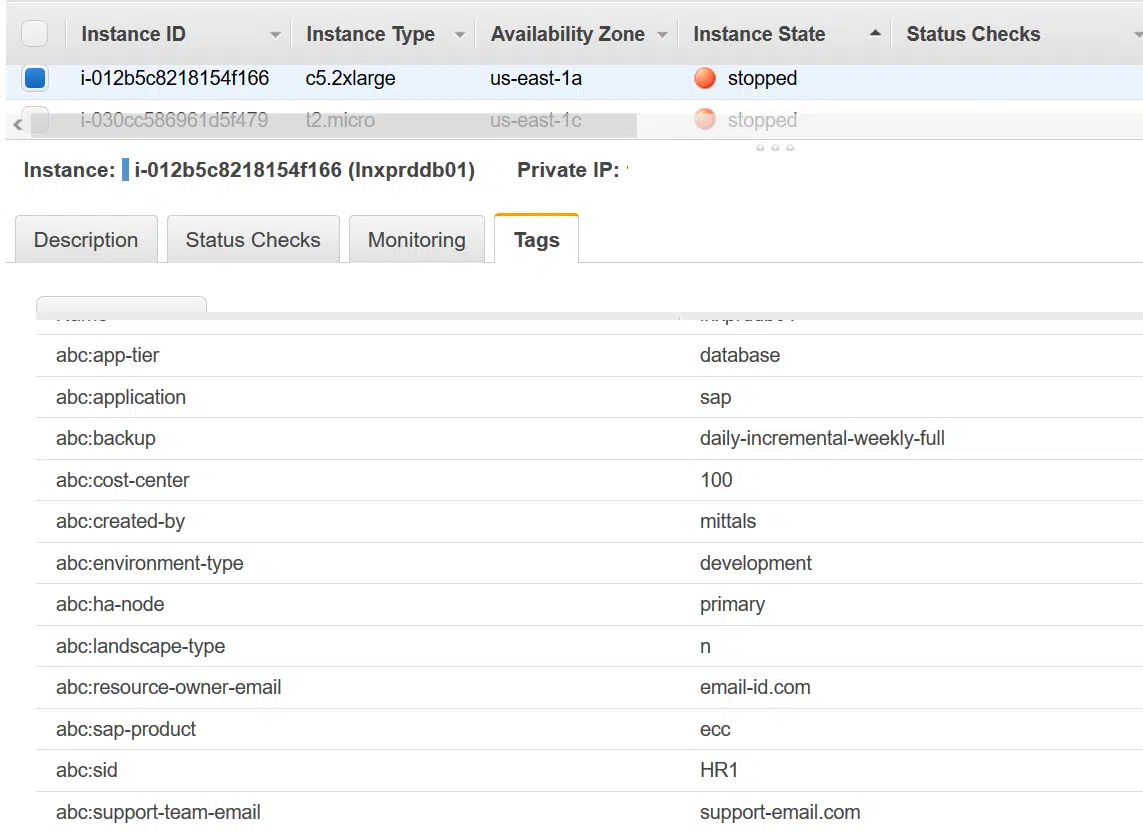 Instance ID Instance Type Availability Zone Instance State Status Checks
i-012b5c8218154f166 c5.2xlarge us-east-1a stopped
i-030cc586961d5f479 t2.micro us-east-1c stopped
Instance: i-012b5c8218154f166 (lnxprddb01) Private IP:
Description Status Checks Monitoring Tags
abc:app-tier database
abc:application sap
abc:backup daily-incremental-weekly-full
abc:cost-center 100
abc:created-by mittals
abc:environment-type development
abc:ha-node primary
abc:landscape-type n
abc:resource-owner-email email-id.com
abc:sap-product ecc
abc:sid HR1
abc:support-team-email support-email.com